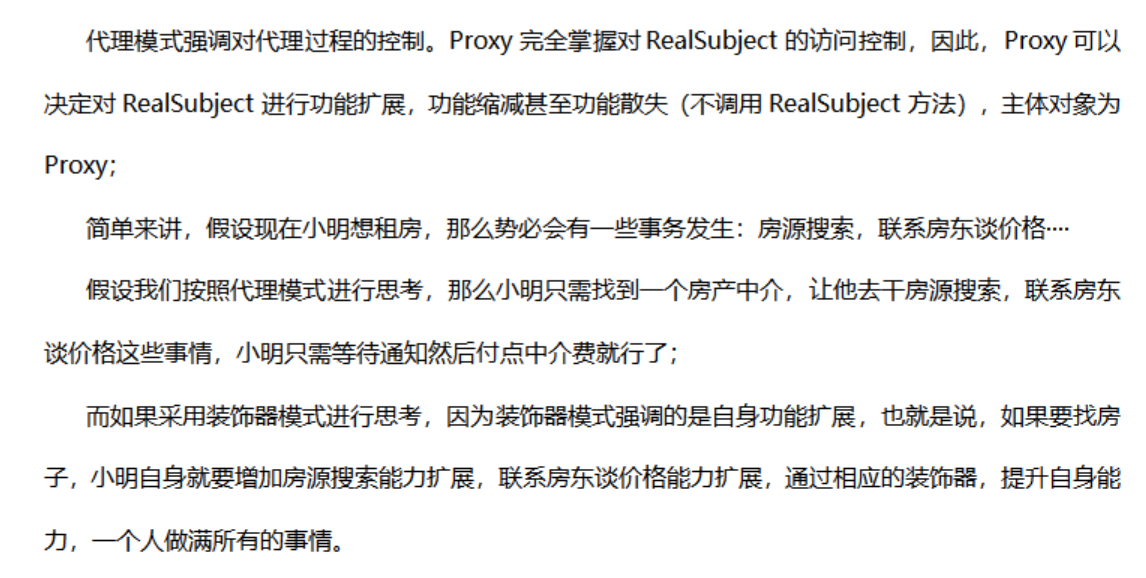 代理模式强调对代理过程的控制。Proxy 完全掌握对 RealSubject 的访问控制，因此，Proxy 可以
决定对 RealSubject 进行功能扩展，功能缩减甚至功能散失（不调用 RealSubject 方法），主体对象为
Proxy；
简单来讲，假设现在小明想租房，那么势必会有一些事务发生：房源搜索，联系房东谈价格····
假设我们按照代理模式进行思考，那么小明只需找到一个房产中介，让他去干房源搜索，联系房东
谈价格这些事情，小明只需等待通知然后付点中介费就行了；
而如果采用装饰器模式进行思考，因为装饰器模式强调的是自身功能扩展，也就是说，如果要找房
子，小明自身就要增加房源搜索能力扩展，联系房东谈价格能力扩展，通过相应的装饰器，提升自身能
力，一个人做满所有的事情。